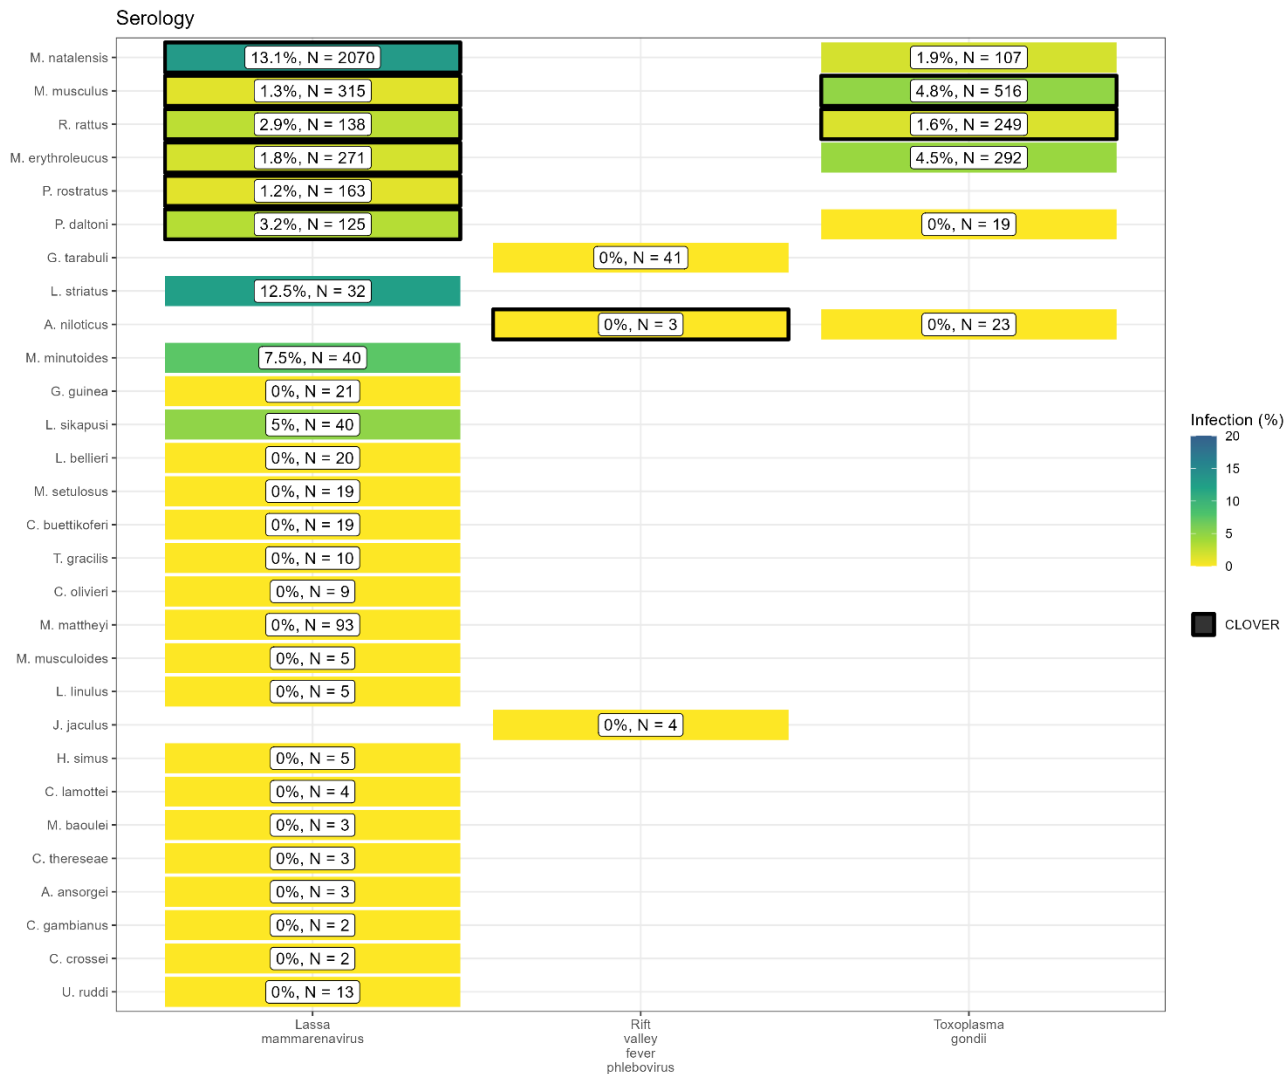 Serology
M. natalensis 13.1%, N = 2070 1.9%, N = 107
M. musculus 1.3%, N = 315 4.8%, N = 516
R. rattus 2.9%, N = 138 1.6%, N = 249
M. erythroleucus 1.8%, N = 271 4.5%, N = 292
P. rostratus 1.2%, N = 163
P. daltoni 3.2%, N = 125 0%, N = 19
G. tarabuli 0%, N = 41
L. striatus 12.5%, N = 32
A. niloticus 0%, N = 3 0%, N = 23
M. minutoides 7.5%, N = 40
G. guinea 0%, N = 21
L. sikapusi 5%, N = 40
L. bellieri 0%, N = 20
M. setulosus 0%, N = 19
C. buettikoferi 0%, N = 19
T. gracilis 0%, N = 10
C. olivieri 0%, N = 9
M. mattheyi 0%, N = 93
M. musculoides 0%, N = 5
L. linulus 0%, N = 5
J. jaculus 0%, N = 4
H. simus 0%, N = 5
C. lamottei 0%, N = 4
M. baoulei 0%, N = 3
C. thereseae 0%, N = 3
A. ansorgei 0%, N = 3
C. gambianus 0%, N = 2
C. crossei 0%, N = 2
U. ruddi 0%, N = 13
Lassa
mammarenavirus
Rift
valley
fever
phlebovirus
Toxoplasma
gondii
Infection (%)
20
15
10
5
0
CLOVER